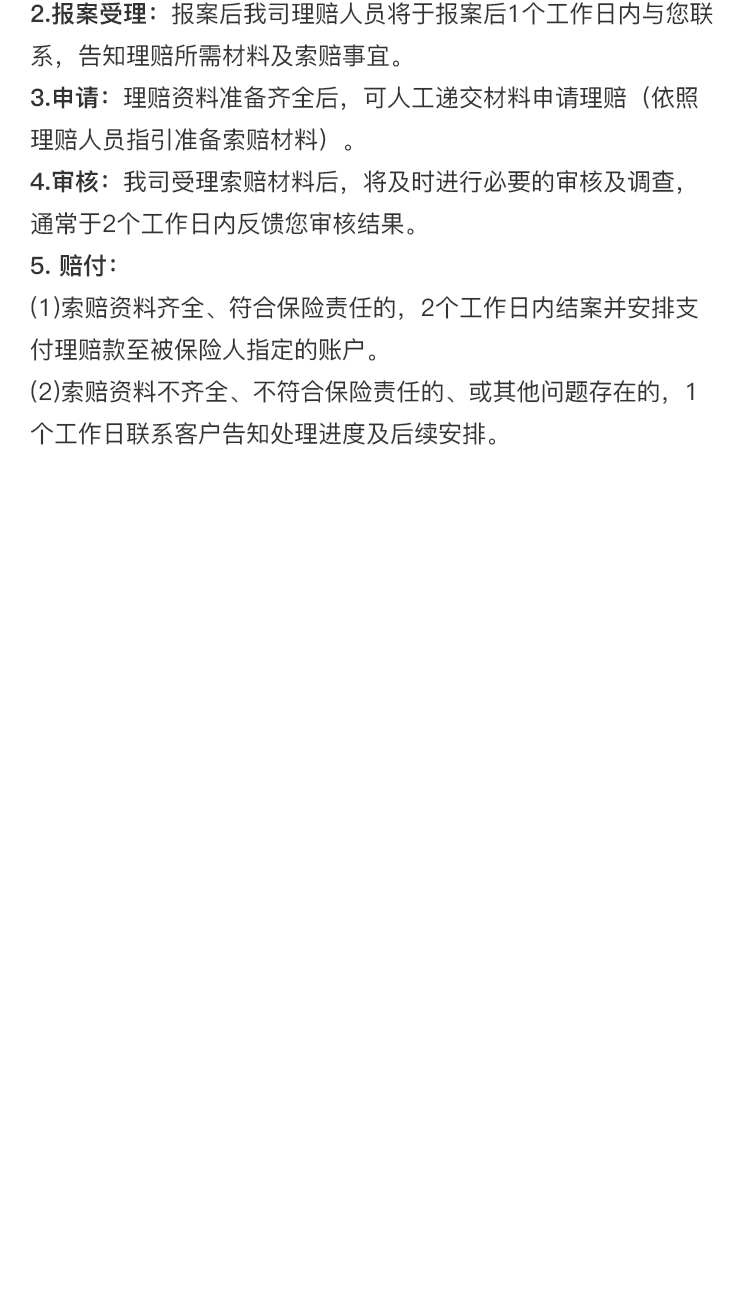 2.报案受理：报案后我司理赔人员将于报案后1个工作日内与您联
系，告知理赔所需材料及索赔事宜。
3.申请：理赔资料准备齐全后，可人工递交材料申请理赔（依照
理赔人员指引准备索赔材料）。
4.审核：我司受理索赔材料后，将及时进行必要的审核及调查，
通常于2个工作日内反馈您审核结果。
5. 赔付：
(1)索赔资料齐全、符合保险责任的，2个工作日内结案并安排支
付理赔款至被保险人指定的账户。
(2)索赔资料不齐全、不符合保险责任的、或其他问题存在的，1
个工作日联系客户告知处理进度及后续安排。